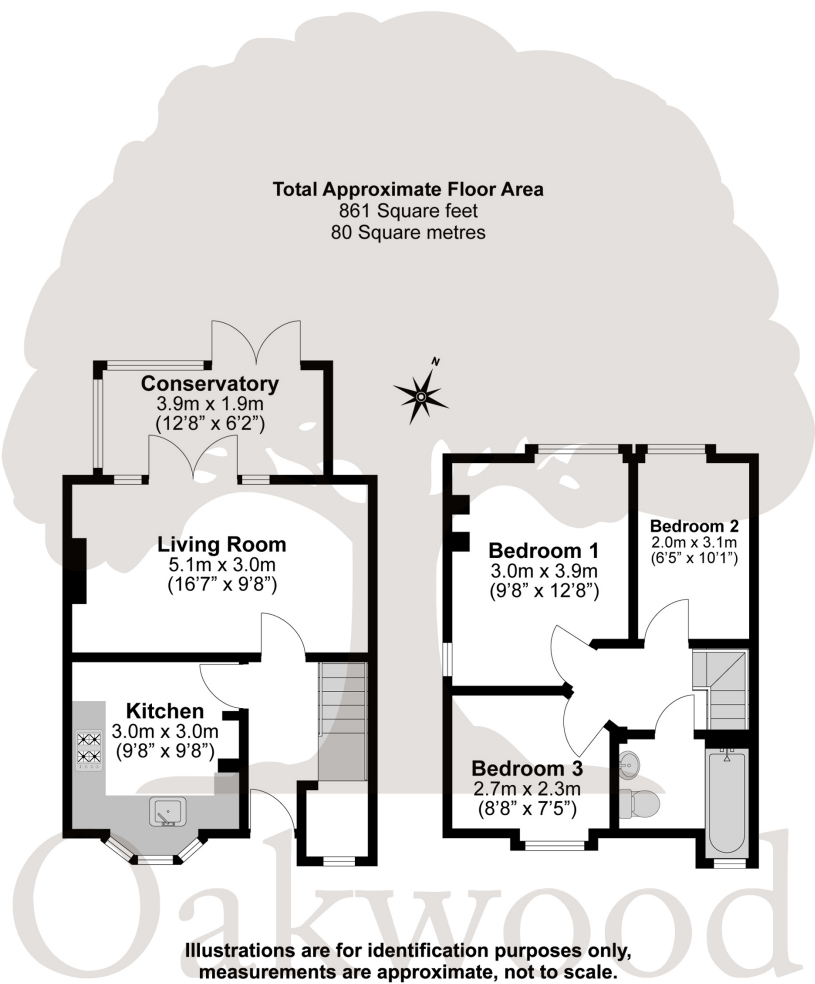 Total Approximate Floor Area
861 Square feet
80 Square metres
N
Conservatory
3.9m x 1.9m
(12’8” x 6’2”)
Living Room
5.1m x 3.0m
(16’7” x 9’8”)
Kitchen
3.0m x 3.0m
(9’8” x 9’8”)
Bedroom 1
3.0m x 3.9m
(9’8” x 12’8”)
Bedroom 2
2.0m x 3.1m
(6’5” x 10’1”)
Bedroom 3
2.7m x 2.3m
(8’8” x 7’5”)
Oakwood
Illustrations are for identification purposes only,
measurements are approximate, not to scale.